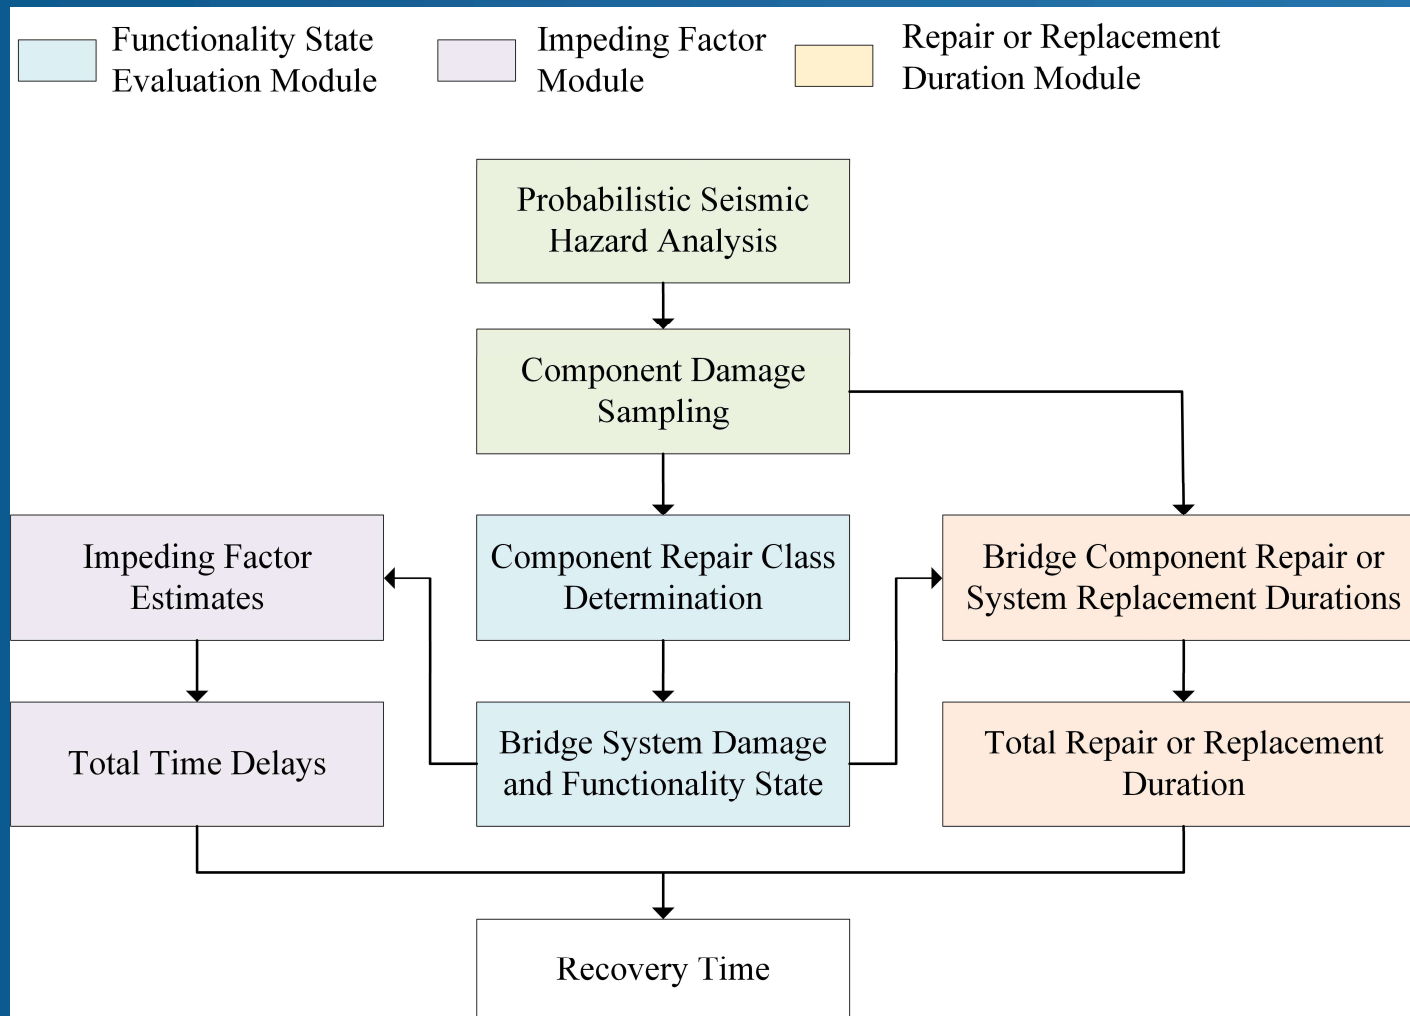 Functionality State
Evaluation Module
Impeding Factor
Module
Repair or Replacement
Duration Module
Probabilistic Seismic
Hazard Analysis
Component Damage
Sampling
Impeding Factor
Estimates
Component Repair Class
Determination
Bridge Component Repair or
System Replacement Durations
Total Time Delays
Bridge System Damage
and Functionality State
Total Repair or Replacement
Duration
Recovery Time